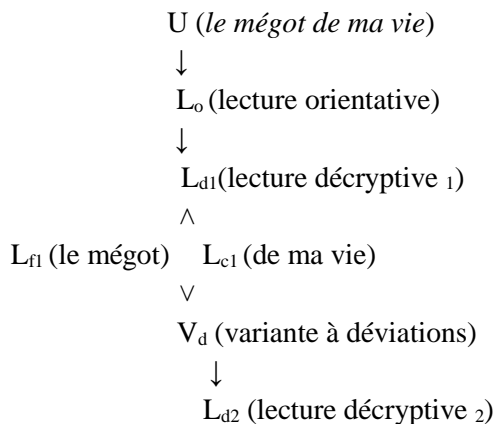 U (le mégot de ma vie)
↓
Lo (lecture orientative)
↓
Ld1(lecture décryptive 1)
˄
Lf1 (le mégot) Lc1 (de ma vie)
˅
Vd (variante à déviations)
↓
Ld2 (lecture décryptive 2)